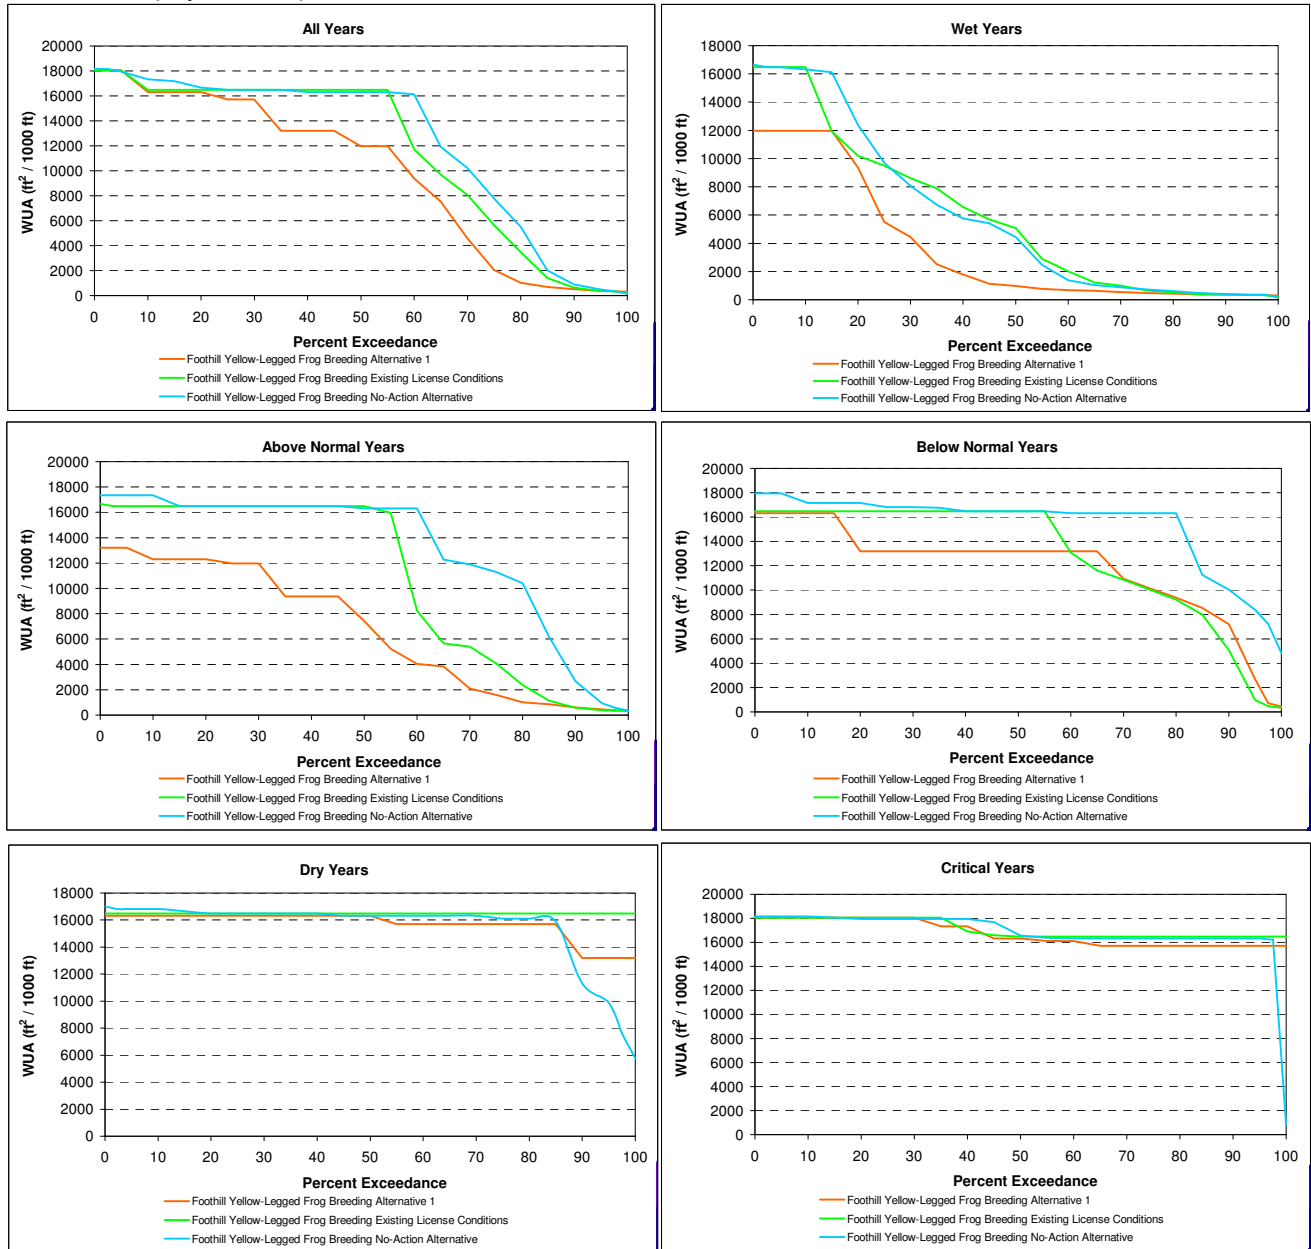 All Years
20000
18000
16000
14000
12000
10000
8000
6000
4000
2000
0
WUA (ft² / 1000 ft)
0 10 20 30 40 50 60 70 80 90 100
Percent Exceedance
Foothill Yellow-Legged Frog Breeding Alternative 1
Foothill Yellow-Legged Frog Breeding Existing License Conditions
Foothill Yellow-Legged Frog Breeding No-Action Alternative
Wet Years
18000
16000
14000
12000
10000
8000
6000
4000
2000
0
WUA (ft² / 1000 ft)
0 10 20 30 40 50 60 70 80 90 100
Percent Exceedance
Foothill Yellow-Legged Frog Breeding Alternative 1
Foothill Yellow-Legged Frog Breeding Existing License Conditions
Foothill Yellow-Legged Frog Breeding No-Action Alternative
Above Normal Years
20000
18000
16000
14000
12000
10000
8000
6000
4000
2000
0
WUA (ft² / 1000 ft)
0 10 20 30 40 50 60 70 80 90 100
Percent Exceedance
Foothill Yellow-Legged Frog Breeding Alternative 1
Foothill Yellow-Legged Frog Breeding Existing License Conditions
Foothill Yellow-Legged Frog Breeding No-Action Alternative
Below Normal Years
20000
18000
16000
14000
12000
10000
8000
6000
4000
2000
0
WUA (ft² / 1000 ft)
0 10 20 30 40 50 60 70 80 90 100
Percent Exceedance
Foothill Yellow-Legged Frog Breeding Alternative 1
Foothill Yellow-Legged Frog Breeding Existing License Conditions
Foothill Yellow-Legged Frog Breeding No-Action Alternative
Dry Years
18000
16000
14000
12000
10000
8000
6000
4000
2000
0
WUA (ft² / 1000 ft)
0 10 20 30 40 50 60 70 80 90 100
Percent Exceedance
Foothill Yellow-Legged Frog Breeding Alternative 1
Foothill Yellow-Legged Frog Breeding Existing License Conditions
Foothill Yellow-Legged Frog Breeding No-Action Alternative
Critical Years
20000
18000
16000
14000
12000
10000
8000
6000
4000
2000
0
WUA (ft² / 1000 ft)
0 10 20 30 40 50 60 70 80 90 100
Percent Exceedance
Foothill Yellow-Legged Frog Breeding Alternative 1
Foothill Yellow-Legged Frog Breeding Existing License Conditions
Foothill Yellow-Legged Frog Breeding No-Action Alternative